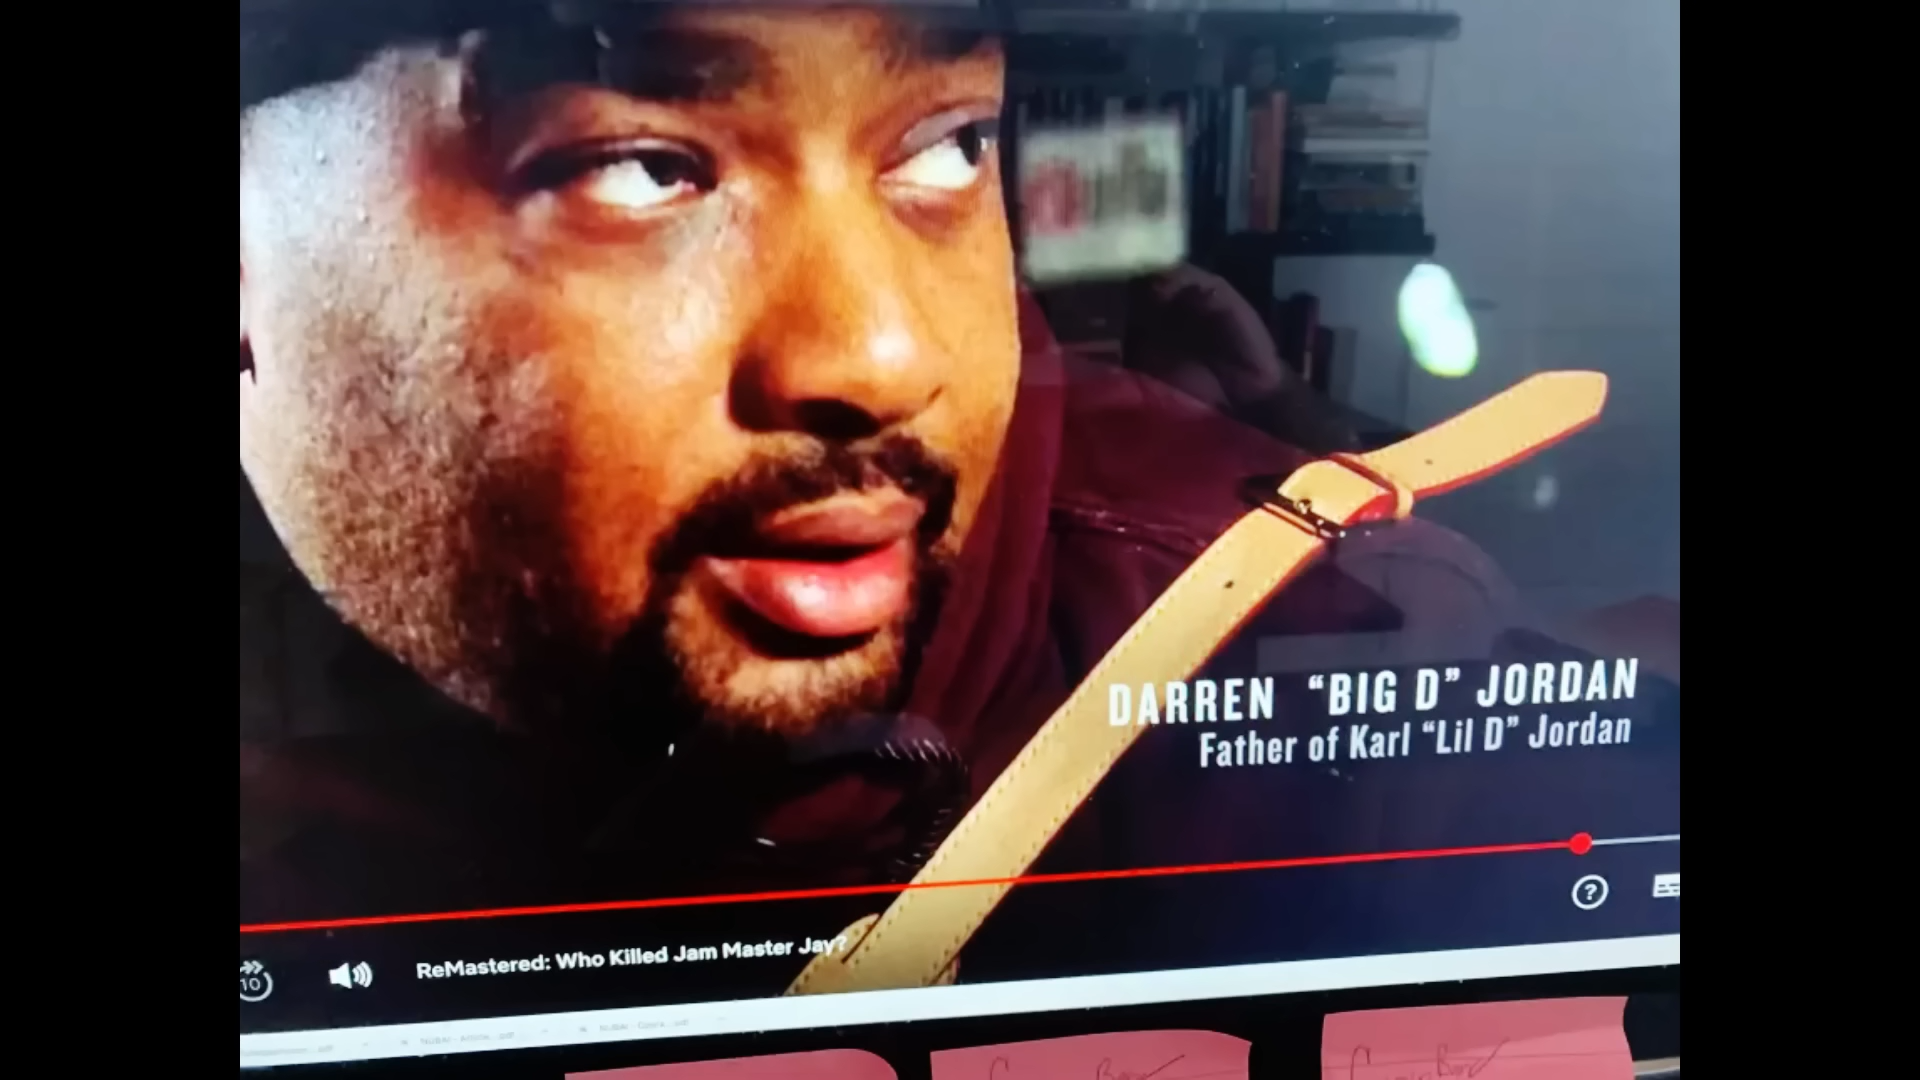 DARREN “BIG D” JORDAN
Father of Karl “Lil D” Jordan
10
?
ReMastered: Who Killed Jam Master Jay?